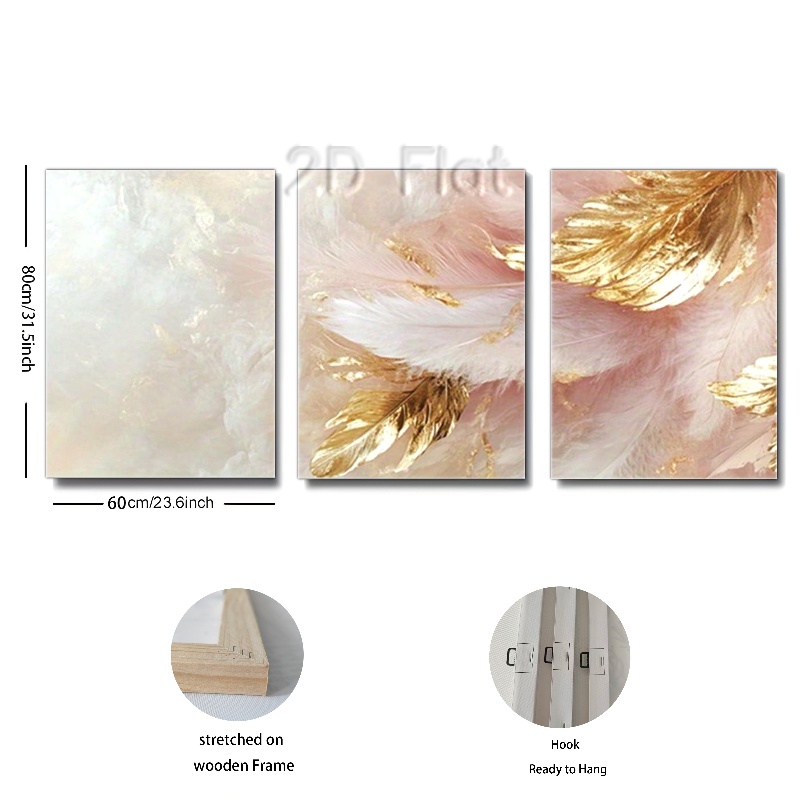 2D Flat
80cm/31.5inch
60cm/23.6inch
stretched on
wooden Frame
Hook
Ready to Hang